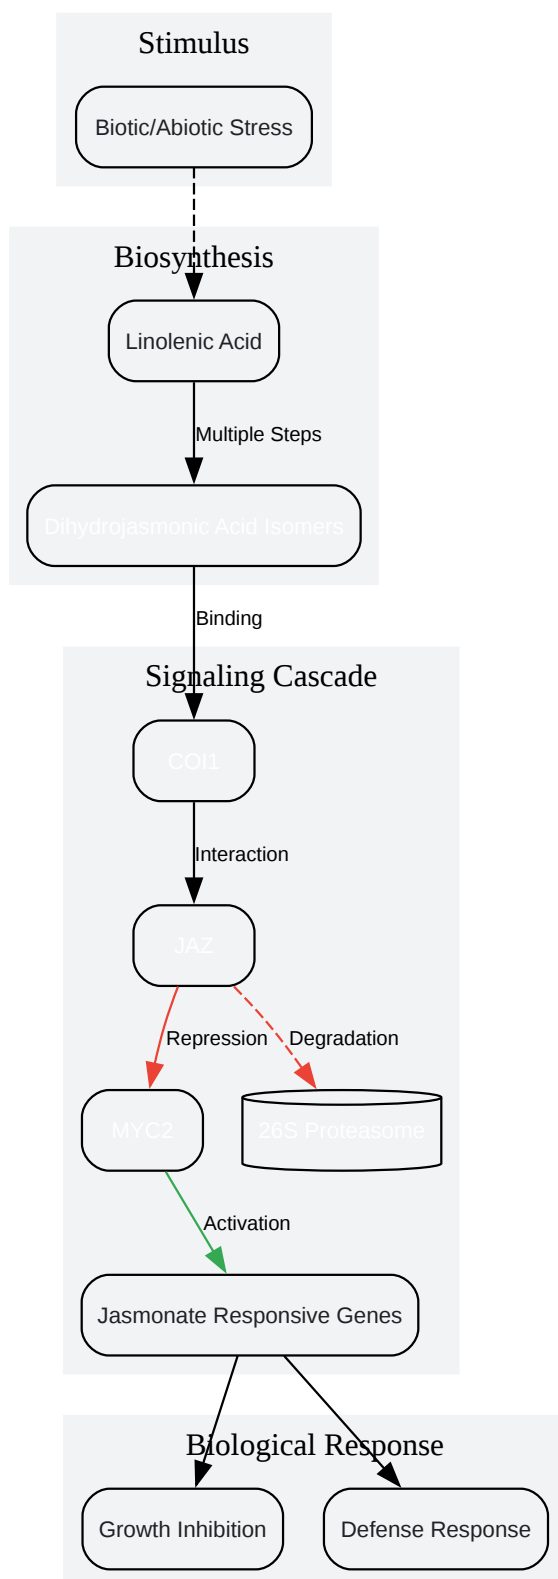 Stimulus
Biotic/Abiotic Stress
Biosynthesis
Linolenic Acid
Multiple Steps
Dihydrojasmonic Acid Isomers
Binding
Signaling Cascade
COI1
Interaction
JAZ
Repression
Degradation
MYC2
26S Proteasome
Activation
Jasmonate Responsive Genes
Biological Response
Growth Inhibition
Defense Response